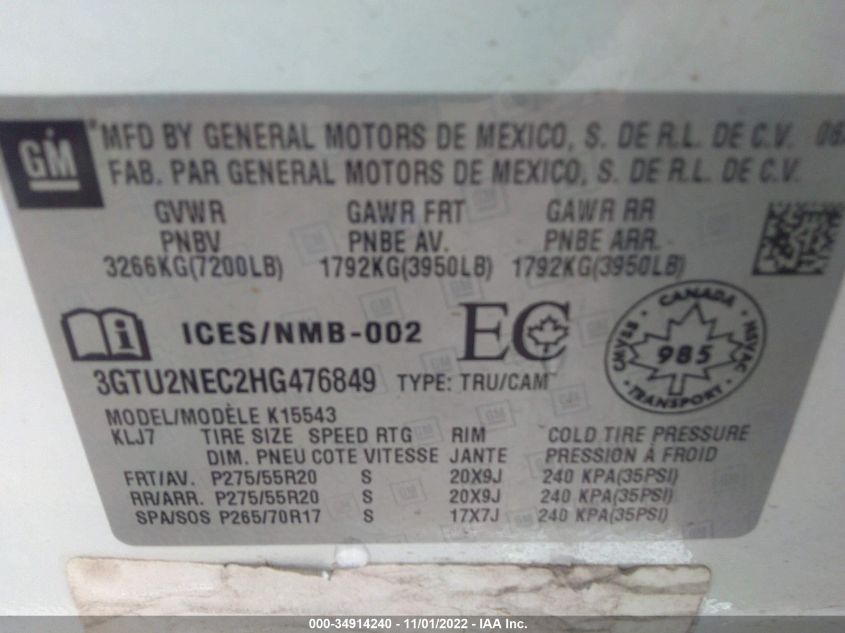 GM
MFD BY GENERAL MOTORS DE MEXICO, S. DE R.L. DE C.V.
FAB. PAR GENERAL MOTORS DE MEXICO, S. DE R.L. DE C.V.
GVWR GAWR FRT GAWR RR
PNBV PNBE AV. PNBE ARR.
3266KG(7200LB) 1792KG(3950LB) 1792KG(3950LB)
i ICES/NMB-002 EC
CANADA
CMVSS 985 NSVAC
TRANSPORT
3GTU2NEC2HG476849 TYPE: TRU/CAM
MODEL/MODÈLE K15543
KLJ7 TIRE SIZE SPEED RTG RIM COLD TIRE PRESSURE
DIM. PNEU COTE VITESSE JANTE PRESSION À FROID
FRT/AV. P275/55R20 S 20X9J 240 KPA(35PSI)
RR/ARR. P275/55R20 S 20X9J 240 KPA(35PSI)
SPA/SOS P265/70R17 S 17X7J 240 KPA(35PSI)
000-34914240 - 11/01/2022 - IAA Inc.